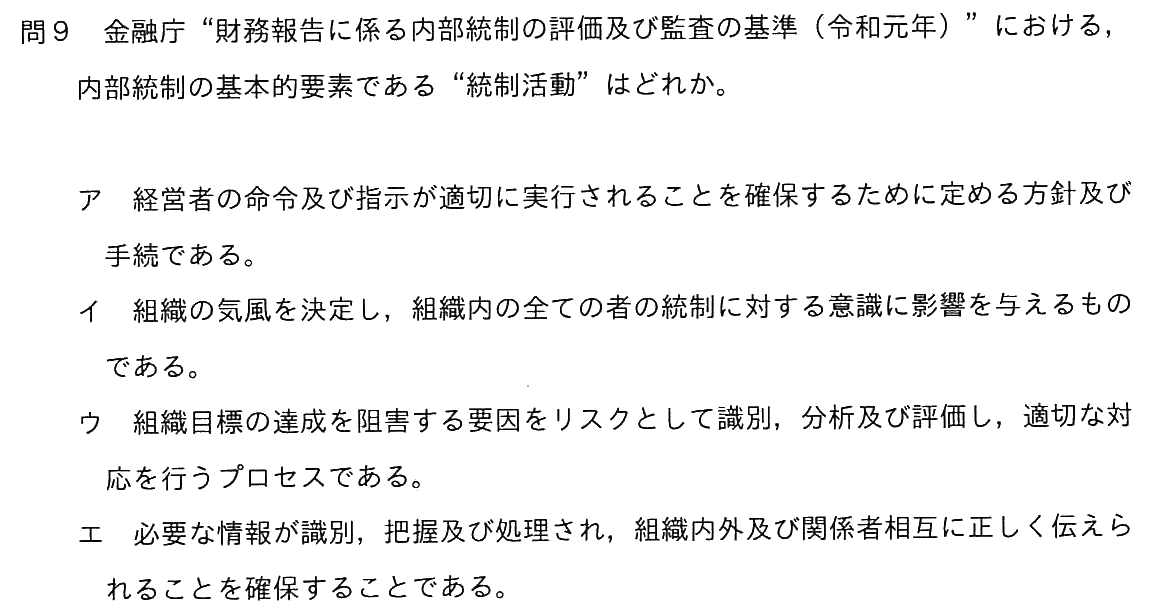 問９　金融庁“財務報告に係る内部統制の評価及び監査の基準（令和元年）”における，
内部統制の基本的要素である“統制活動”はどれか。
ア　経営者の命令及び指示が適切に実行されることを確保するために定める方針及び
手続である。
イ　組織の気風を決定し，組織内の全ての者の統制に対する意識に影響を与えるもの
である。
ウ　組織目標の達成を阻害する要因をリスクとして識別，分析及び評価し，適切な対
応を行うプロセスである。
エ　必要な情報が識別，把握及び処理され，組織内外及び関係者相互に正しく伝えら
れることを確保することである。